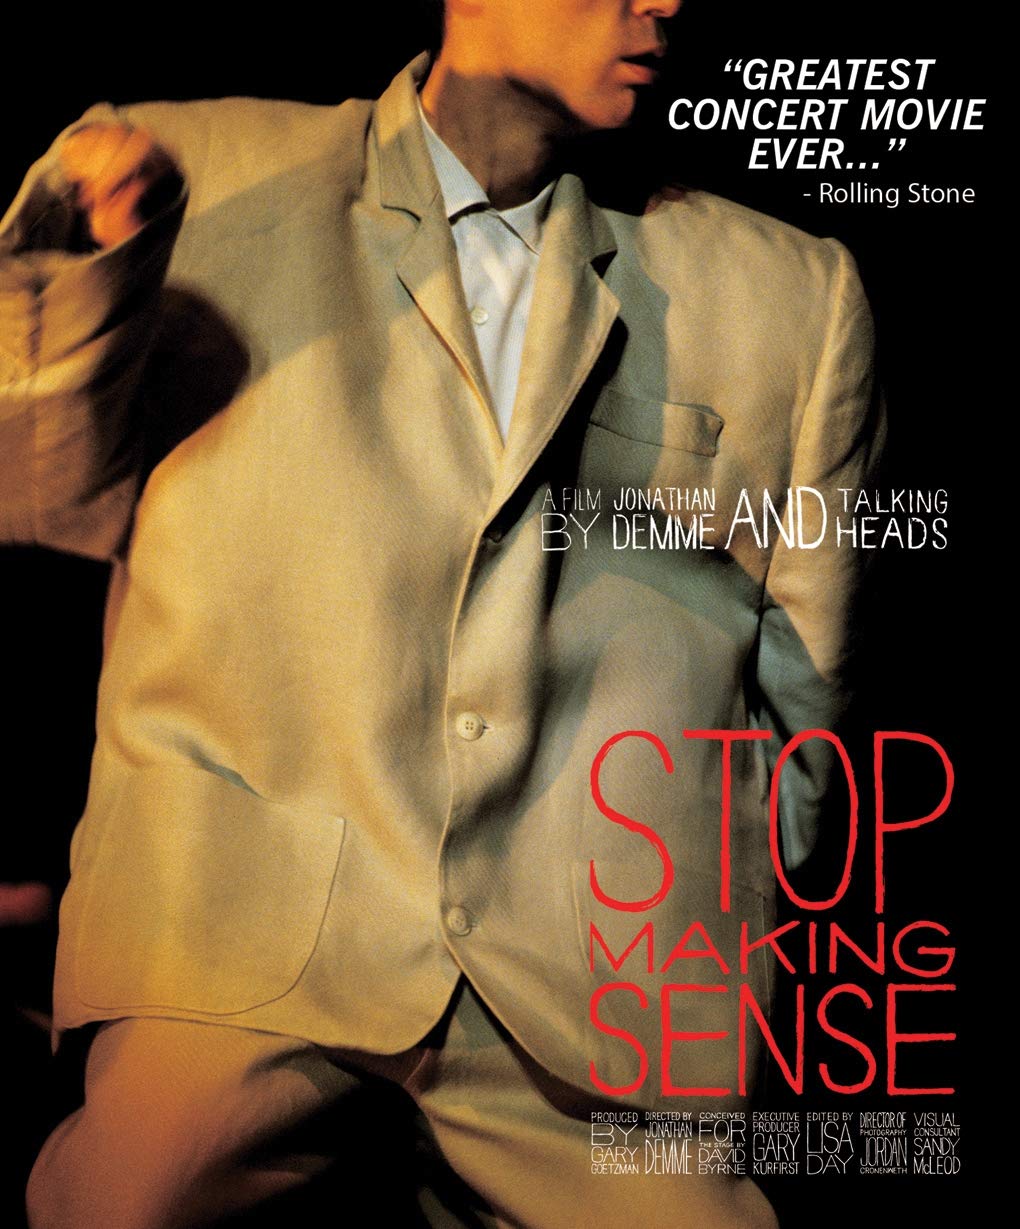 “GREATEST
CONCERT MOVIE
EVER...”
- Rolling Stone
A FILM BY JONATHAN DEMME AND TALKING HEADS
STOP
MAKING
SENSE
PRODUCED BY GARY GOETZMAN
DIRECTED BY JONATHAN DEMME
CONCEIVED FOR THE STAGE BY DAVID BYRNE
EXECUTIVE PRODUCER GARY KURFIRST
EDITED BY LISA DAY
DIRECTOR OF PHOTOGRAPHY JORDAN CRONENWETH
VISUAL CONSULTANT SANDY McLEOD